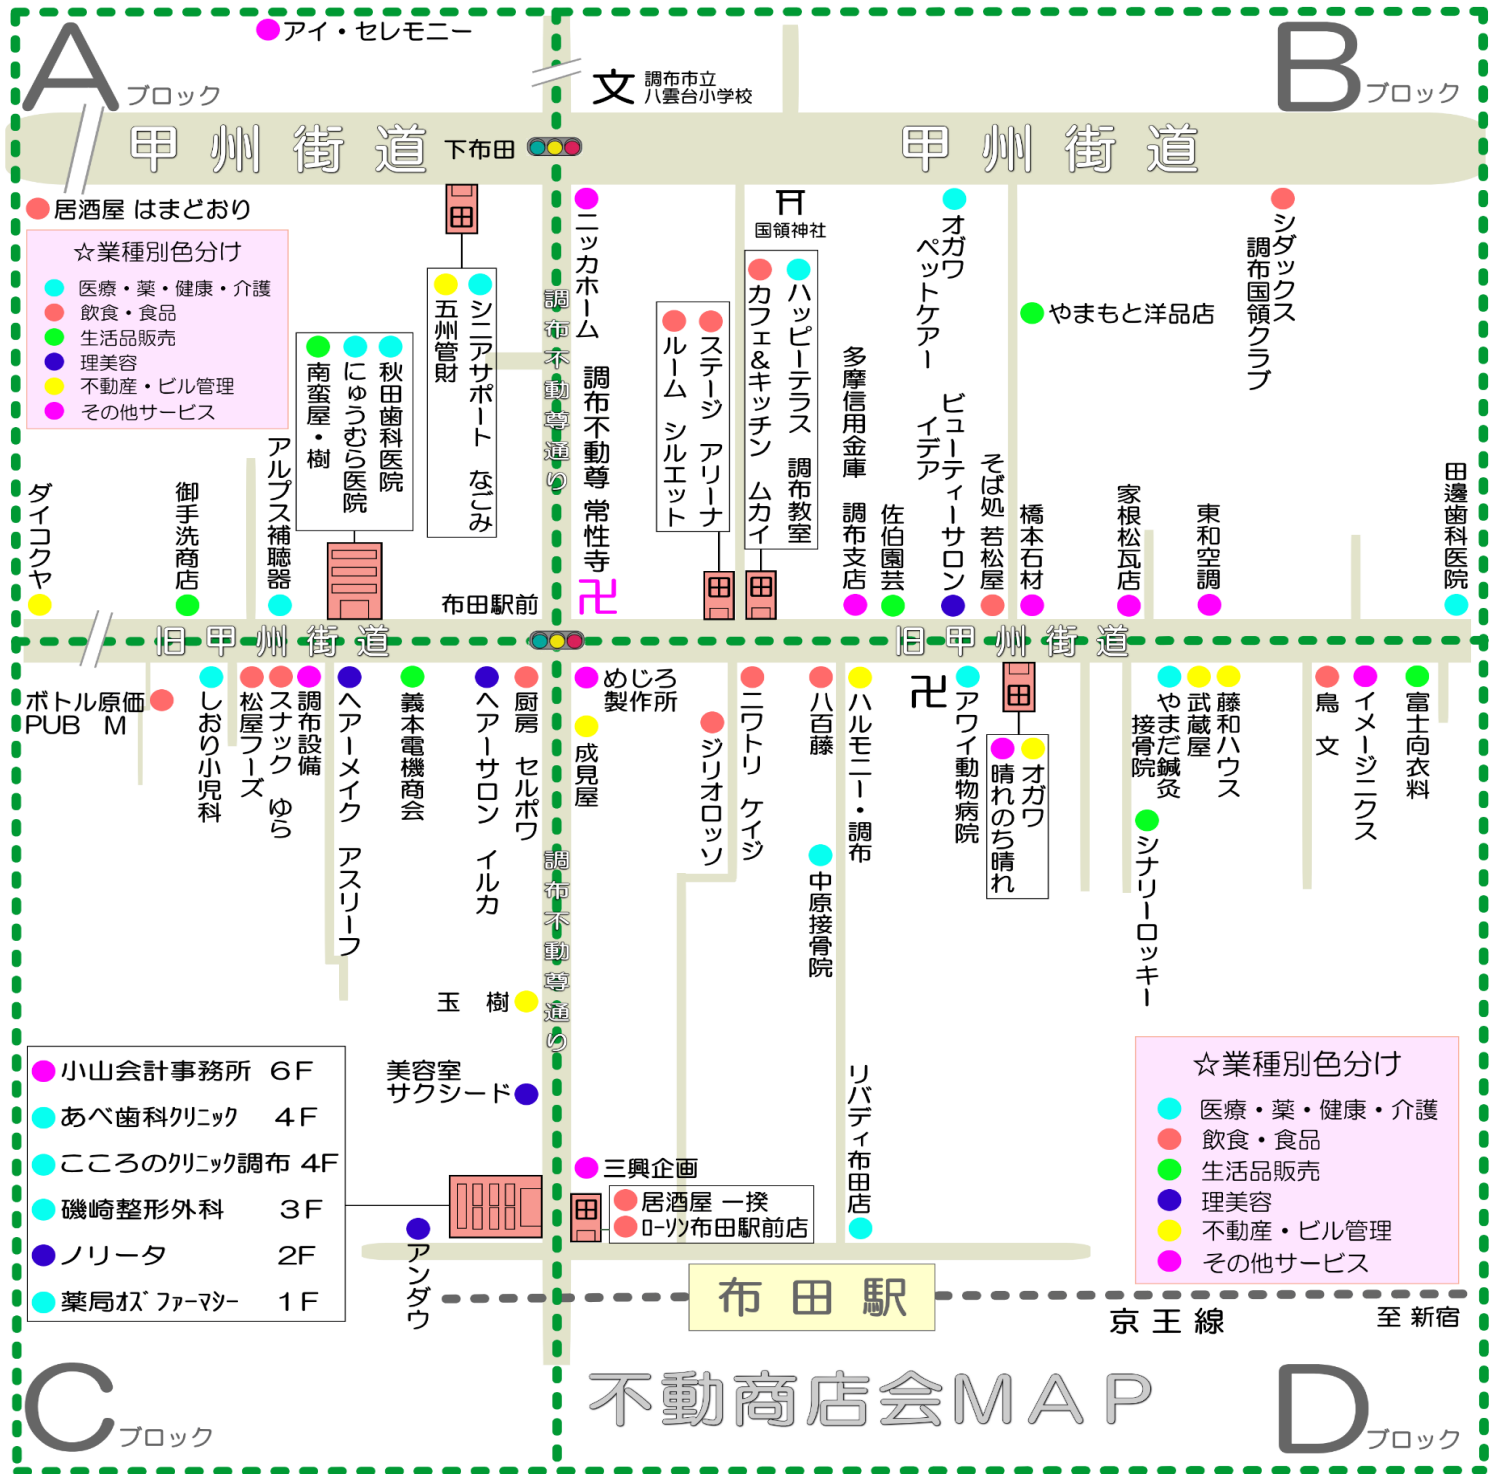 A ブロック
アイ・セレモニー
文 調布市立
八雲台小学校
B ブロック
甲州街道
下布田
甲州街道
居酒屋 はまどおり
☆業種別色分け
医療・薬・健康・介護
飲食・食品
生活品販売
理美容
不動産・ビル管理
その他サービス
田
五州管財
シニアサポート なごみ
南蛮屋・樹
にゅうむら医院
秋田歯科医院
ダイコクヤ
御手洗商店
アルプス補聴器
布田駅前
調布不動尊通り
ニッカホーム
調布不動尊 常性寺
卍
国領神社
ルーム シルエット
ステージ アリーナ
カフェ&キッチン ムカイ
ハッピーテラス 調布教室
田
田
多摩信用金庫 調布支店
佐伯園芸
オガワ
ペットケアー
ビューティーサロン
イデア
そば処 若松屋
橋本石材
やまもと洋品店
シダックス
調布国領クラブ
家根松瓦店
東和空調
田邊歯科医院
旧甲州街道
旧甲州街道
ボトル原価
PUB M
しおり小児科
松屋フーズ
スナック ゆら
調布設備
ヘアーメイク アスリーフ
義本電機商会
ヘアーサロン イルカ
厨房 セルポワ
めじろ
製作所
成見屋
ジリオロッソ
ニワトリ ケイジ
八百藤
ハルモニー・調布
中原接骨院
卍
アワイ動物病院
田
晴れのち晴れ
オガワ
やまだ鍼灸
接骨院
武蔵屋
藤和ハウス
シナリーロッキー
鳥 文
イメージニクス
富士向衣料
調布不動尊通り
玉 樹
美容室
サクシード
小山会計事務所 6F
あべ歯科クリニック 4F
こころのクリニック調布 4F
磯崎整形外科 3F
ノリータ 2F
薬局オズファーマシー 1F
アンダウ
三興企画
田
居酒屋 一揆
ローソン布田駅前店
リバディ布田店
☆業種別色分け
医療・薬・健康・介護
飲食・食品
生活品販売
理美容
不動産・ビル管理
その他サービス
布田駅
京王線
至 新宿
C ブロック
不動商店会MAP
D ブロック